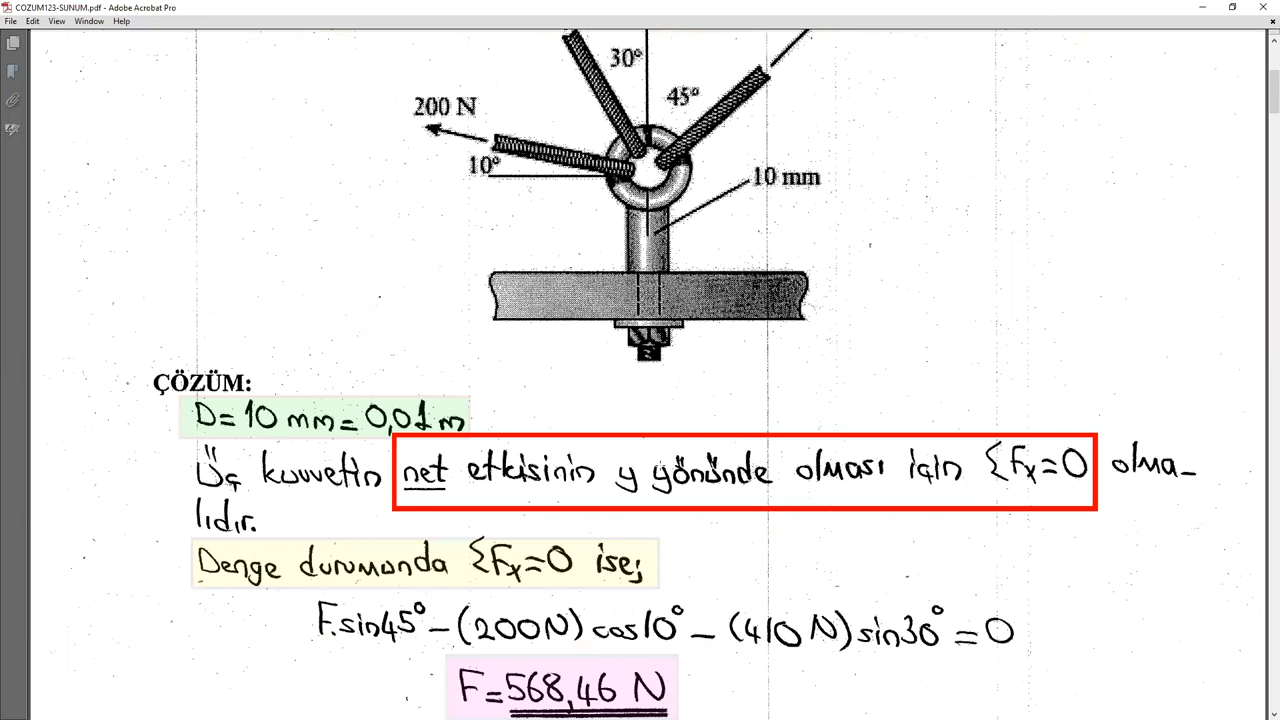 COZUM123-SUNUM.pdf - Adobe Acrobat Pro
File Edit View Window Help
30°
45°
200 N
10°
10 mm
ÇÖZÜM:
D= 10 mm = 0,01 m
Üç kuvvetin net etkisinin y yönünde olması için ΣFx=0 olma-
lıdır.
Denge durumunda ΣFx=0 ise;
F.sin45° - (200N) cos10° - (410 N) sin30° = 0
F= 568,46 N